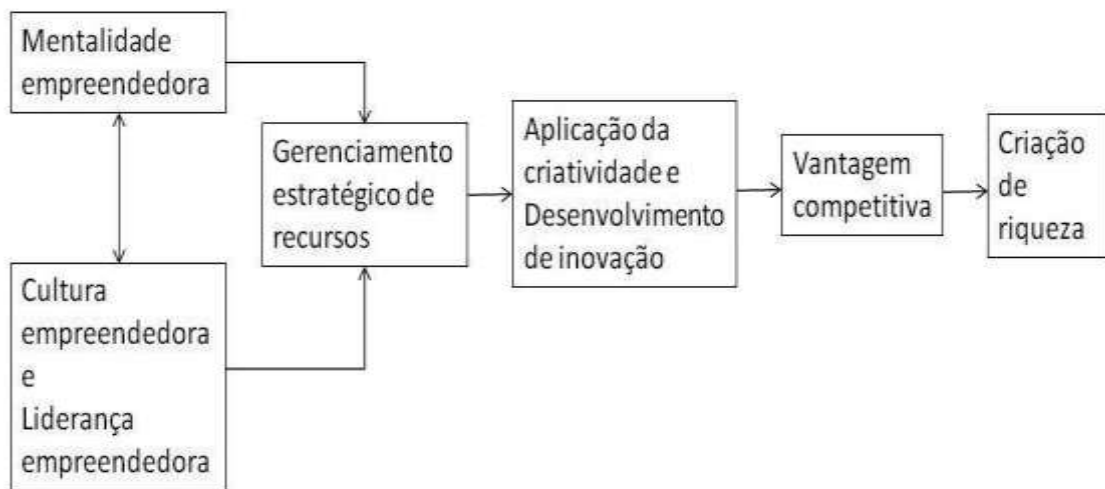 Mentalidade
empreendedora
Cultura
empreendedora
e
Liderança
empreendedora
Gerenciamento
estratégico de
recursos
Aplicação da
criatividade e
Desenvolvimento
de inovação
Vantagem
competitiva
Criação
de
riqueza